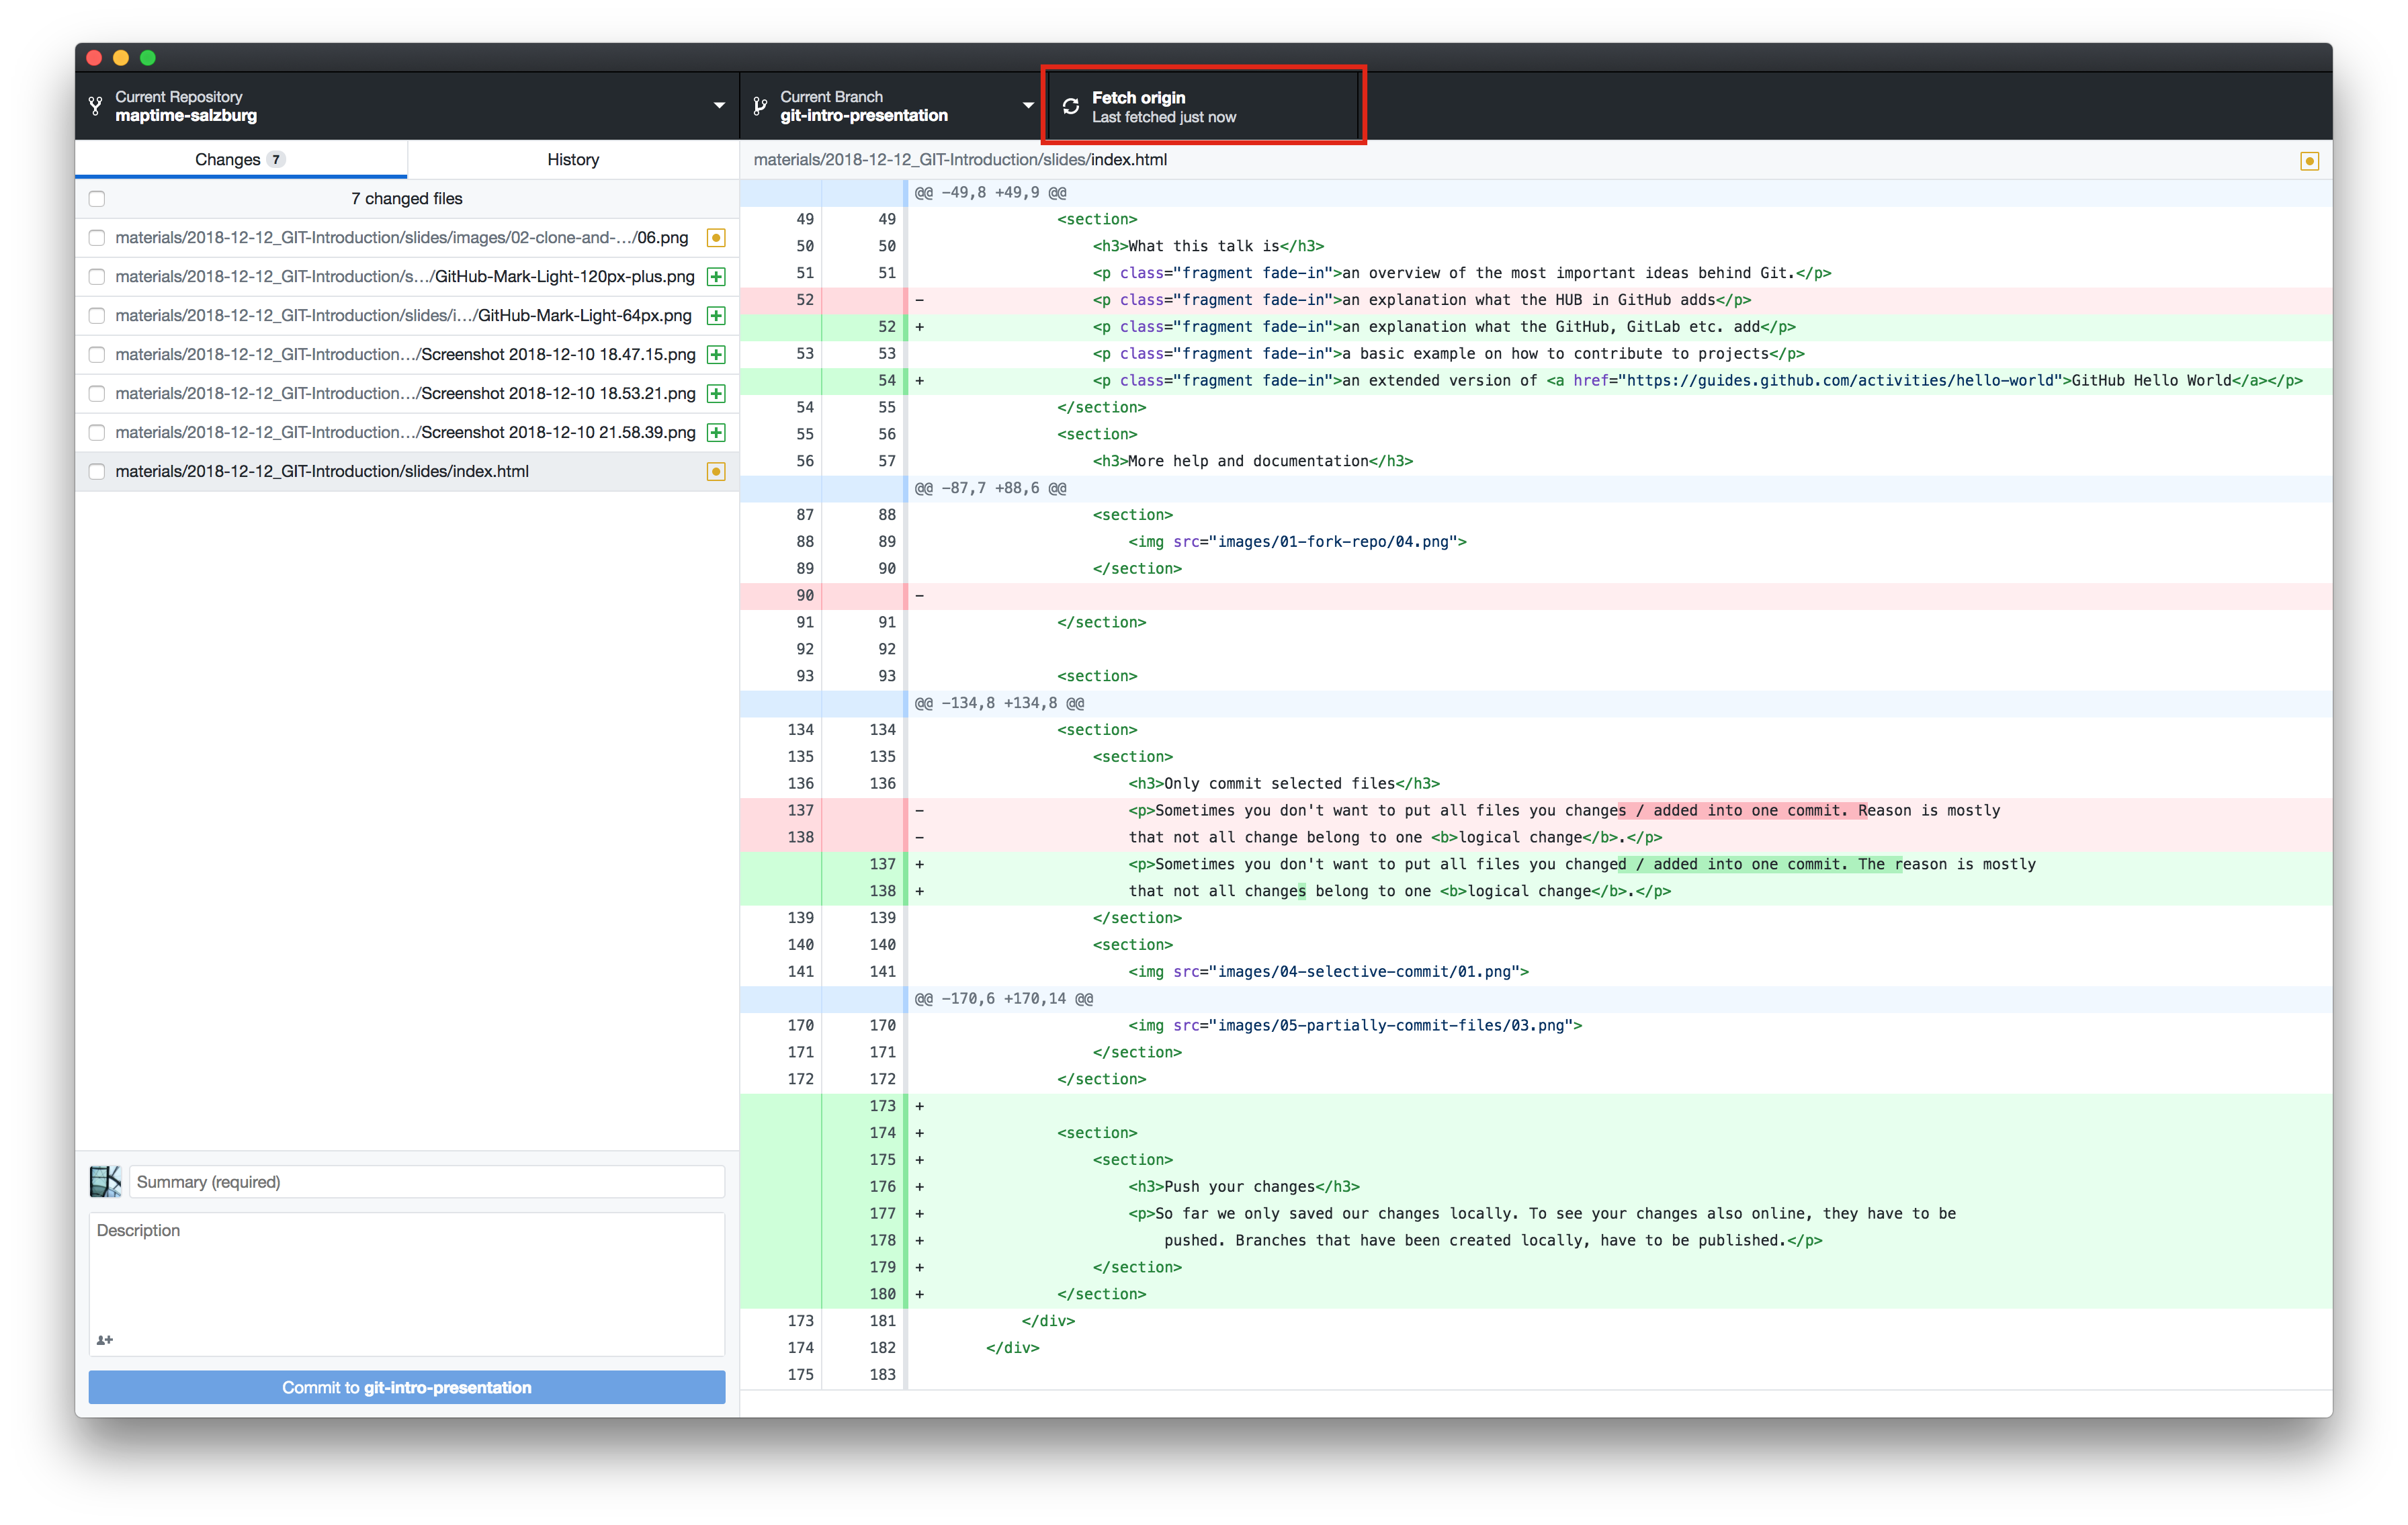 Current Repository
maptime-salzburg
Current Branch
git-intro-presentation
Fetch origin
Last fetched just now
Changes 7
History
7 changed files
materials/2018-12-12_GIT-Introduction/slides/images/02-clone-and-…/06.png
materials/2018-12-12_GIT-Introduction/s…/GitHub-Mark-Light-120px-plus.png
materials/2018-12-12_GIT-Introduction/slides/i…/GitHub-Mark-Light-64px.png
materials/2018-12-12_GIT-Introduction…/Screenshot 2018-12-10 18.47.15.png
materials/2018-12-12_GIT-Introduction…/Screenshot 2018-12-10 18.53.21.png
materials/2018-12-12_GIT-Introduction…/Screenshot 2018-12-10 21.58.39.png
materials/2018-12-12_GIT-Introduction/slides/index.html
Summary (required)
Description
Commit to git-intro-presentation
materials/2018-12-12_GIT-Introduction/slides/index.html
@@ -49,8 +49,9 @@
49 49 <section>
50 50 <h3>What this talk is</h3>
51 51 <p class="fragment fade-in">an overview of the most important ideas behind Git.</p>
52 - <p class="fragment fade-in">an explanation what the HUB in GitHub adds</p>
52 + <p class="fragment fade-in">an explanation what the GitHub, GitLab etc. add</p>
53 53 <p class="fragment fade-in">a basic example on how to contribute to projects</p>
54 + <p class="fragment fade-in">an extended version of <a href="https://guides.github.com/activities/hello-world">GitHub Hello World</a></p>
54 55 </section>
55 56 <section>
56 57 <h3>More help and documentation</h3>
@@ -87,7 +88,6 @@
87 88 <section>
88 89 <img src="images/01-fork-repo/04.png">
89 90 </section>
90 -
91 91 </section>
92 92
93 93 <section>
@@ -134,8 +134,8 @@
134 134 <section>
135 135 <section>
136 136 <h3>Only commit selected files</h3>
137 - <p>Sometimes you don't want to put all files you changes / added into one commit. Reason is mostly
138 - that not all change belong to one <b>logical change</b>.</p>
137 + <p>Sometimes you don't want to put all files you changed / added into one commit. The reason is mostly
138 + that not all changes belong to one <b>logical change</b>.</p>
139 139 </section>
140 140 <section>
141 141 <img src="images/04-selective-commit/01.png">
@@ -170,6 +170,14 @@
170 170 <img src="images/05-partially-commit-files/03.png">
171 171 </section>
172 172 </section>
173 +
174 + <section>
175 + <section>
176 + <h3>Push your changes</h3>
177 + <p>So far we only saved our changes locally. To see your changes also online, they have to be
178 + pushed. Branches that have been created locally, have to be published.</p>
179 + </section>
180 + </section>
173 181 </div>
174 182 </div>
175 183